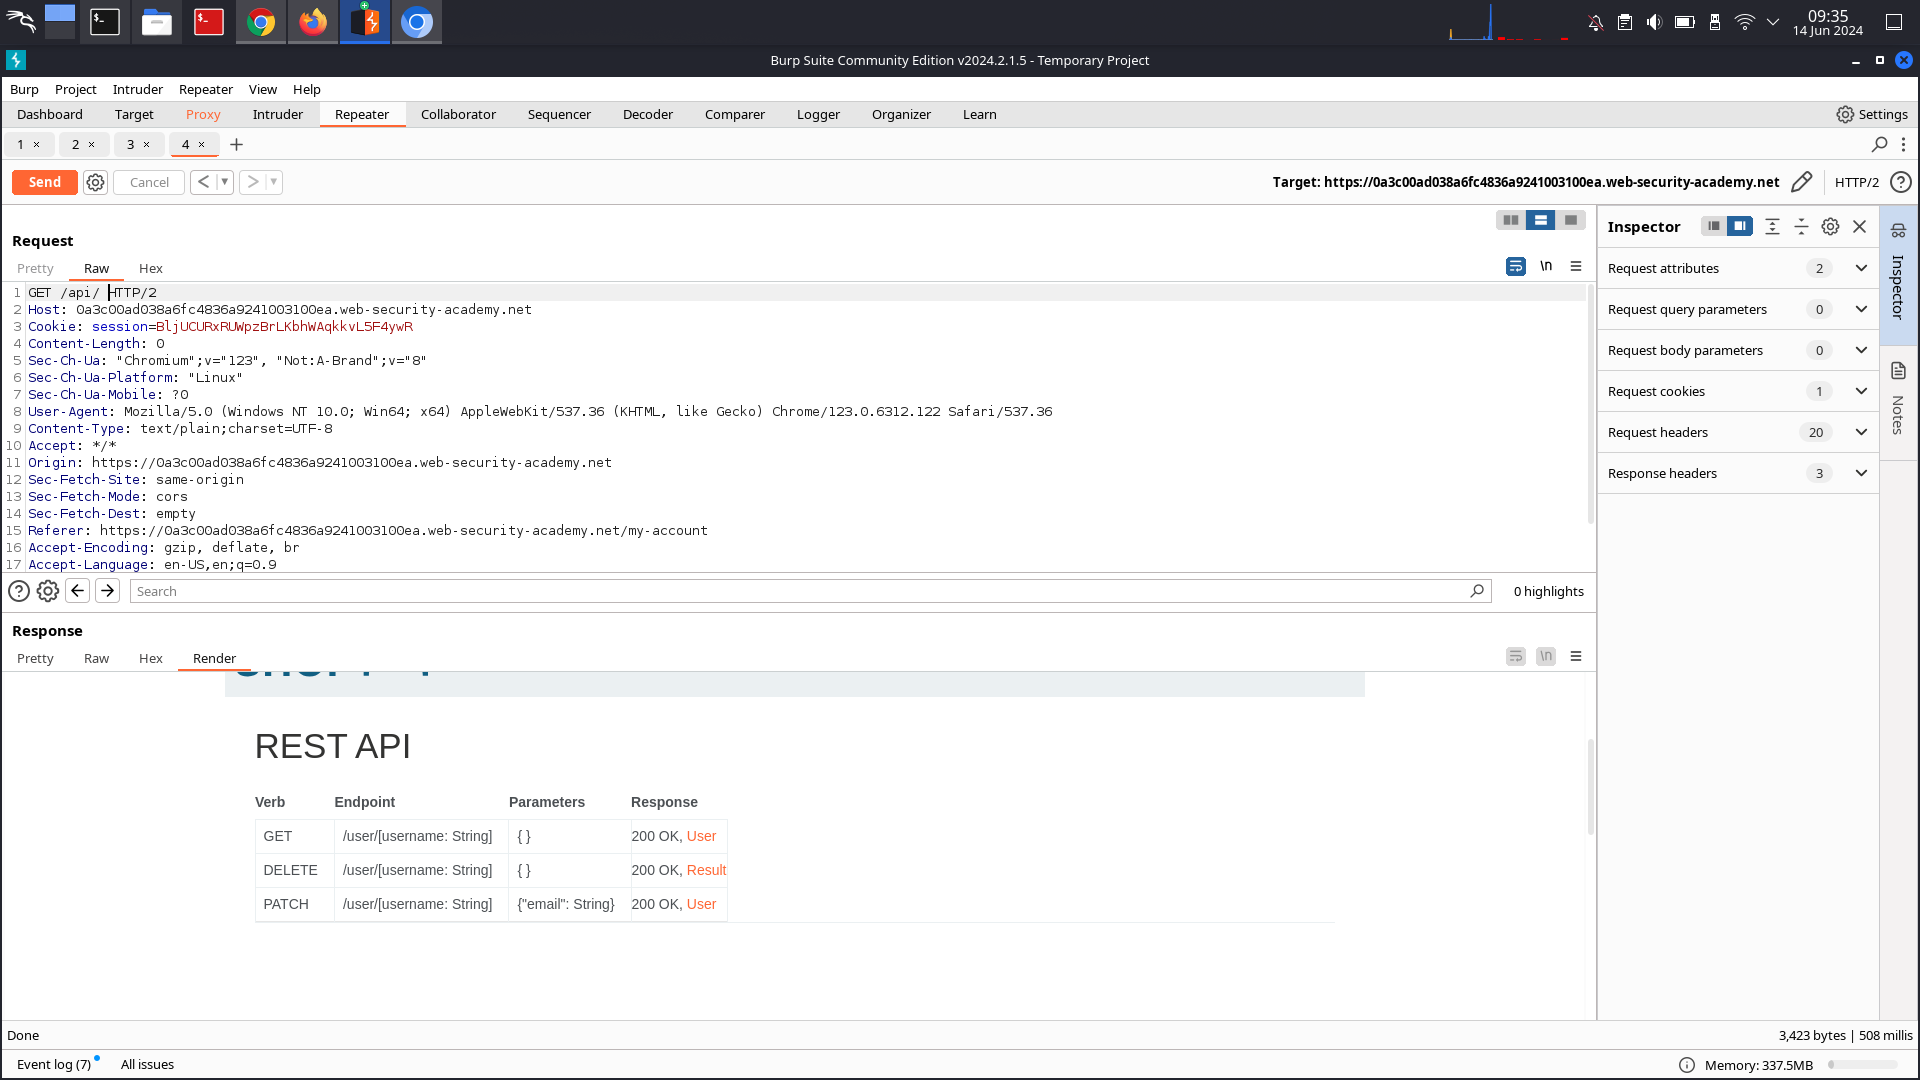 09:35
14 Jun 2024
Burp Suite Community Edition v2024.2.1.5 - Temporary Project
Burp Project Intruder Repeater View Help
Dashboard Target Proxy Intruder Repeater Collaborator Sequencer Decoder Comparer Logger Organizer Learn Settings
1 × 2 × 3 × 4 × +
Send Cancel < > Target: https://0a3c00ad038a6fc4836a9241003100ea.web-security-academy.net HTTP/2
Request
Pretty Raw Hex \n
1 GET /api/ HTTP/2
2 Host: 0a3c00ad038a6fc4836a9241003100ea.web-security-academy.net
3 Cookie: session=BljUCURxRUWpzBrLKbhWAqkkvL5F4ywR
4 Content-Length: 0
5 Sec-Ch-Ua: "Chromium";v="123", "Not:A-Brand";v="8"
6 Sec-Ch-Ua-Platform: "Linux"
7 Sec-Ch-Ua-Mobile: ?0
8 User-Agent: Mozilla/5.0 (Windows NT 10.0; Win64; x64) AppleWebKit/537.36 (KHTML, like Gecko) Chrome/123.0.6312.122 Safari/537.36
9 Content-Type: text/plain;charset=UTF-8
10 Accept: */*
11 Origin: https://0a3c00ad038a6fc4836a9241003100ea.web-security-academy.net
12 Sec-Fetch-Site: same-origin
13 Sec-Fetch-Mode: cors
14 Sec-Fetch-Dest: empty
15 Referer: https://0a3c00ad038a6fc4836a9241003100ea.web-security-academy.net/my-account
16 Accept-Encoding: gzip, deflate, br
17 Accept-Language: en-US,en;q=0.9
Search 0 highlights
Response
Pretty Raw Hex Render \n
REST API
Verb Endpoint Parameters Response
GET /user/[username: String] { } 200 OK, User
DELETE /user/[username: String] { } 200 OK, Result
PATCH /user/[username: String] {"email": String} 200 OK, User
Inspector
Request attributes 2
Request query parameters 0
Request body parameters 0
Request cookies 1
Request headers 20
Response headers 3
Inspector
Notes
Done 3,423 bytes | 508 millis
Event log (7) All issues Memory: 337.5MB